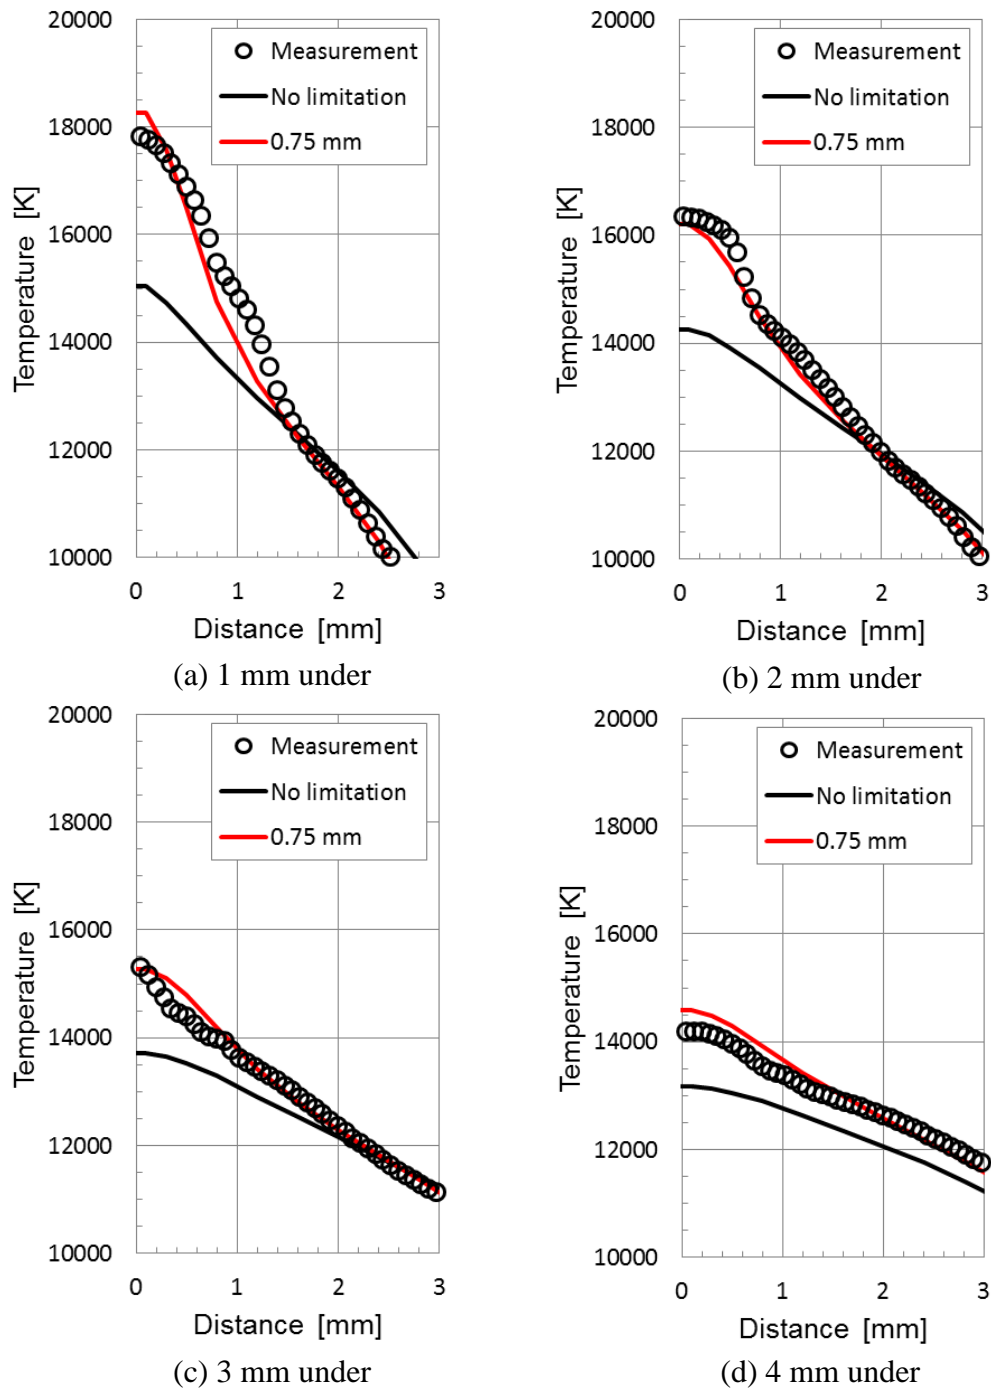 20000
18000
16000
14000
12000
10000
Temperature [K]
Measurement
No limitation
0.75 mm
0 1 2 3
Distance [mm]
(a) 1 mm under
20000
18000
16000
14000
12000
10000
Temperature [K]
Measurement
No limitation
0.75 mm
0 1 2 3
Distance [mm]
(b) 2 mm under
20000
18000
16000
14000
12000
10000
Temperature [K]
Measurement
No limitation
0.75 mm
0 1 2 3
Distance [mm]
(c) 3 mm under
20000
18000
16000
14000
12000
10000
Temperature [K]
Measurement
No limitation
0.75 mm
0 1 2 3
Distance [mm]
(d) 4 mm under